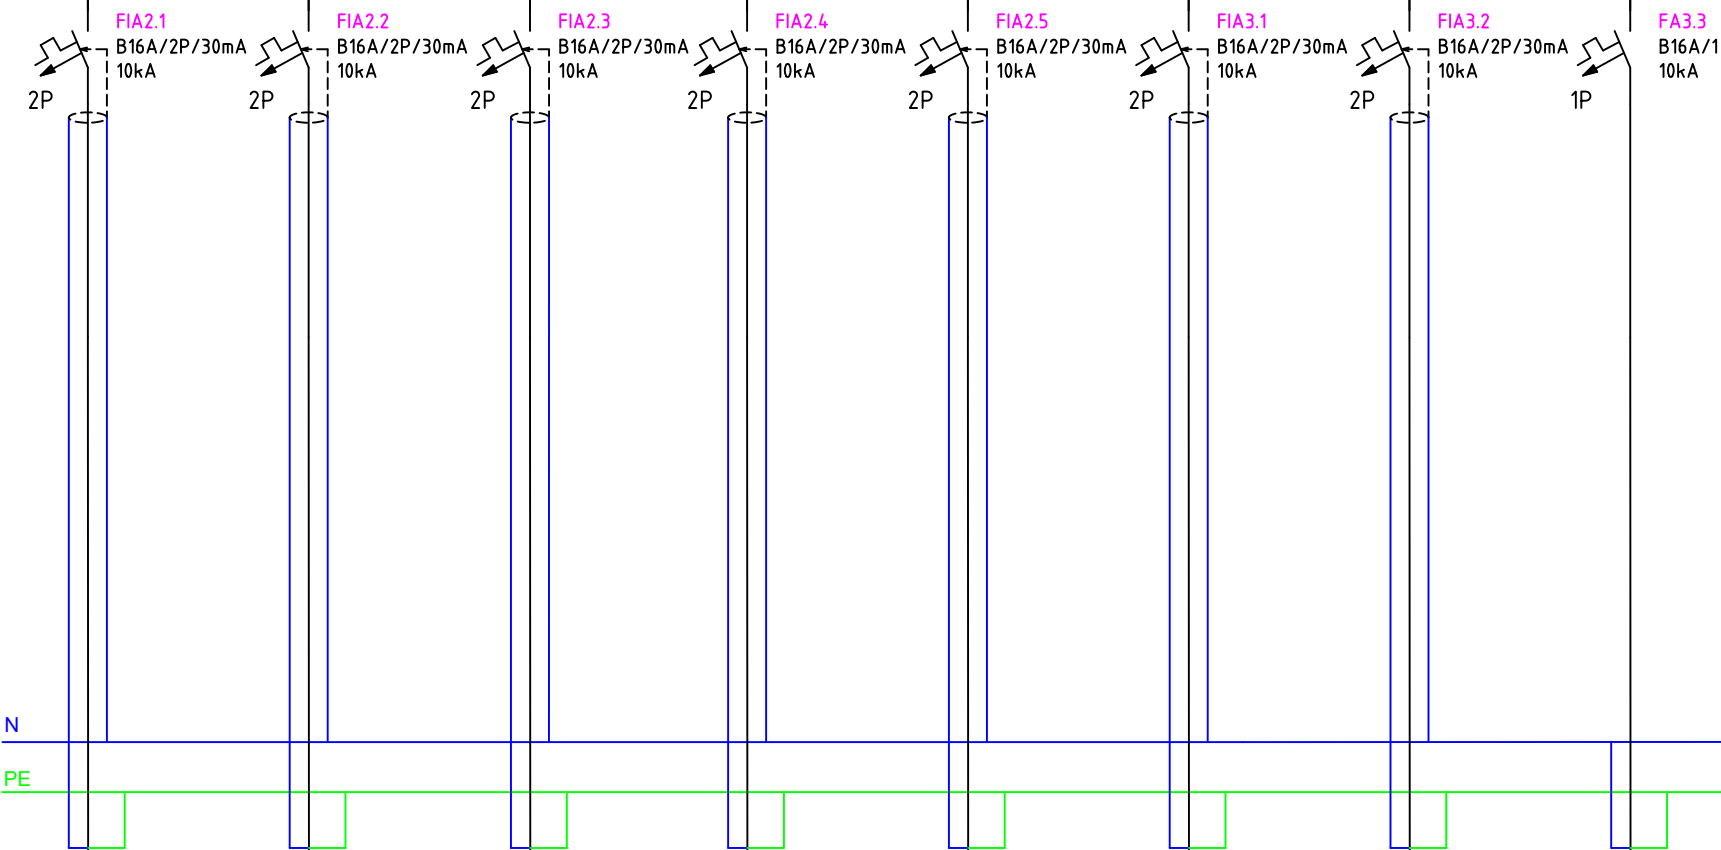 FIA2.1
B16A/2P/30mA
10kA
2P
FIA2.2
B16A/2P/30mA
10kA
2P
FIA2.3
B16A/2P/30mA
10kA
2P
FIA2.4
B16A/2P/30mA
10kA
2P
FIA2.5
B16A/2P/30mA
10kA
2P
FIA3.1
B16A/2P/30mA
10kA
2P
FIA3.2
B16A/2P/30mA
10kA
2P
FA3.3
B16A/1
10kA
1P
N
PE